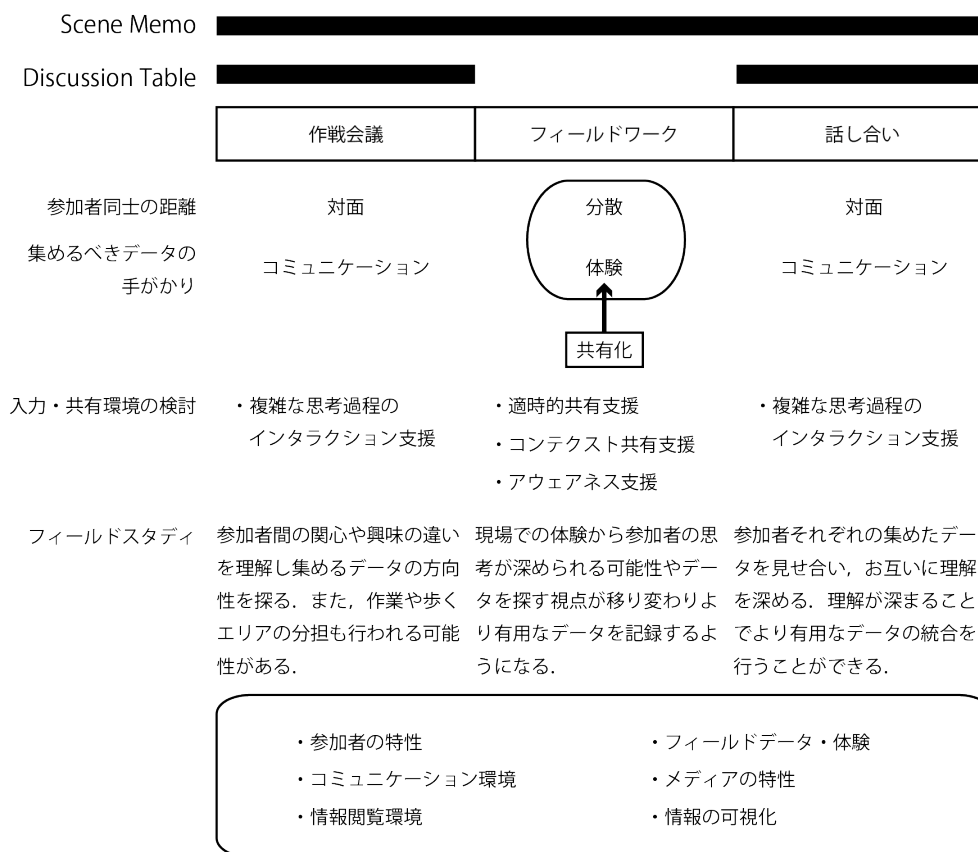 Scene Memo
Discussion Table
作戦会議
フィールドワーク
話し合い
参加者同士の距離
対面
分散
対面
集めるべきデータの
手がかり
コミュニケーション
体験
コミュニケーション
共有化
入力・共有環境の検討
・複雑な思考過程の
インタラクション支援
・適時的共有支援
・コンテクスト共有支援
・アウェアネス支援
・複雑な思考過程の
インタラクション支援
フィールドスタディ
参加者間の関心や興味の違い
を理解し集めるデータの方向
性を探る．また，作業や歩く
エリアの分担も行われる可能
性がある．
現場での体験から参加者の思
考が深められる可能性やデー
タを探す視点が移り変わりよ
り有用なデータを記録するよ
うになる．
参加者それぞれの集めたデー
タを見せ合い，お互いに理解
を深める．理解が深まること
でより有用なデータの統合を
行うことができる．
・参加者の特性
・コミュニケーション環境
・情報閲覧環境
・フィールドデータ・体験
・メディアの特性
・情報の可視化